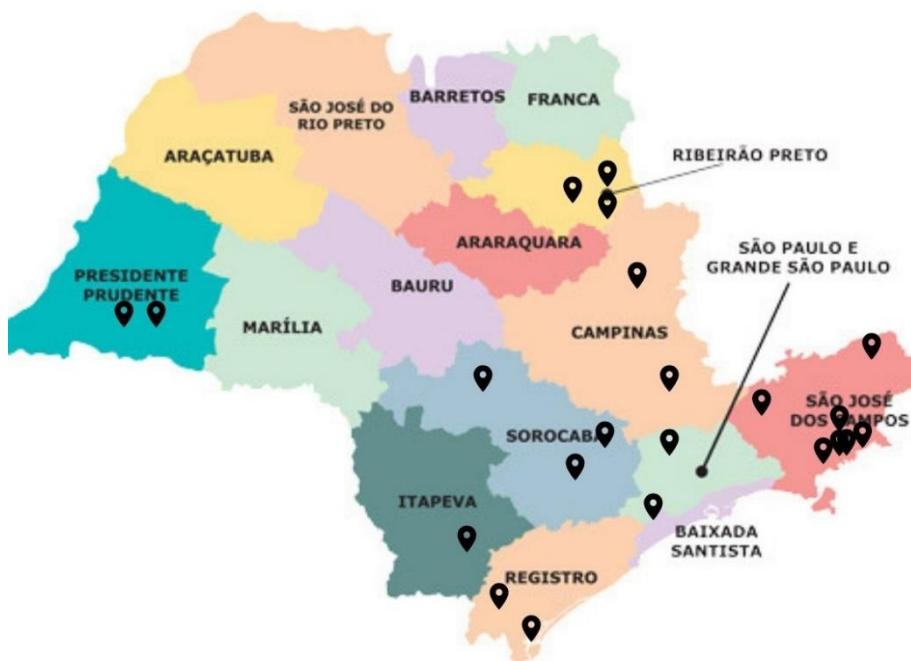 SÃO JOSÉ DO
RIO PRETO
BARRETOS
FRANCA
ARAÇATUBA
RIBEIRÃO PRETO
ARARAQUARA
SÃO PAULO E
GRANDE SÃO PAULO
PRESIDENTE
PRUDENTE
BAURU
MARÍLIA
CAMPINAS
SÃO JOSÉ
DOS CAMPOS
SOROCABA
ITAPEVA
BAIXADA
SANTISTA
REGISTRO